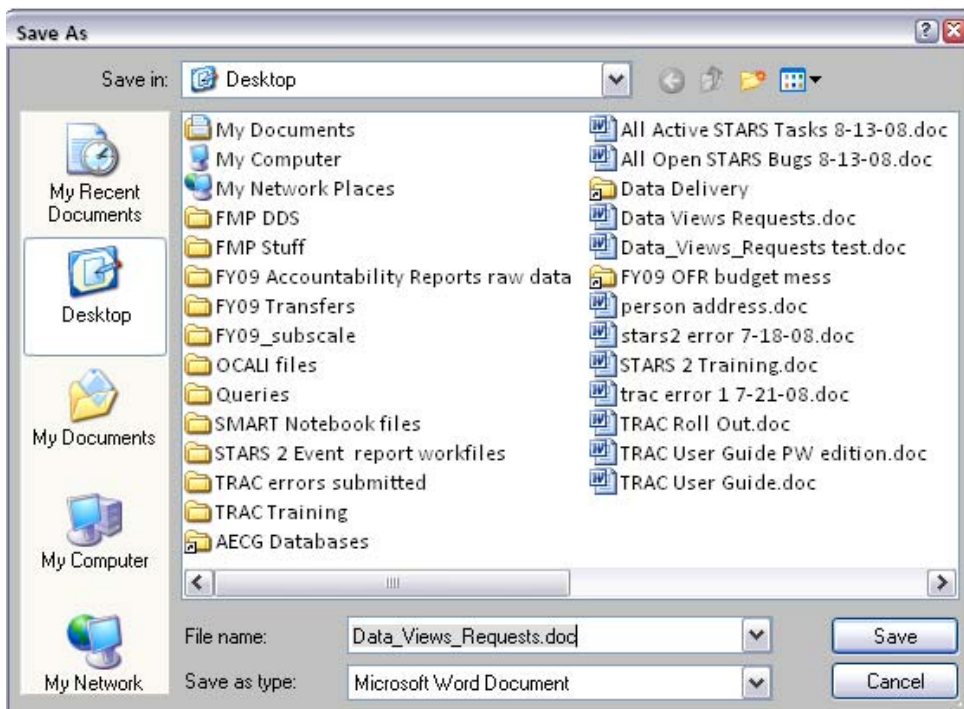 Save As
Save in:
Desktop
My Recent
Documents
Desktop
My Documents
My Computer
My Network
My Documents
My Computer
My Network Places
FMP DDS
FMP Stuff
FY09 Accountability Reports raw data
FY09 Transfers
FY09_subscale
OCALI files
Queries
SMART Notebook files
STARS 2 Event report workfiles
TRAC errors submitted
TRAC Training
AECG Databases
All Active STARS Tasks 8-13-08.doc
All Open STARS Bugs 8-13-08.doc
Data Delivery
Data Views Requests.doc
Data_Views_Requests test.doc
FY09 OFR budget mess
person address.doc
stars2 error 7-18-08.doc
STARS 2 Training.doc
trac error 1 7-21-08.doc
TRAC Roll Out.doc
TRAC User Guide PW edition.doc
TRAC User Guide.doc
File name:
Data_Views_Requests.doc
Save
Save as type:
Microsoft Word Document
Cancel